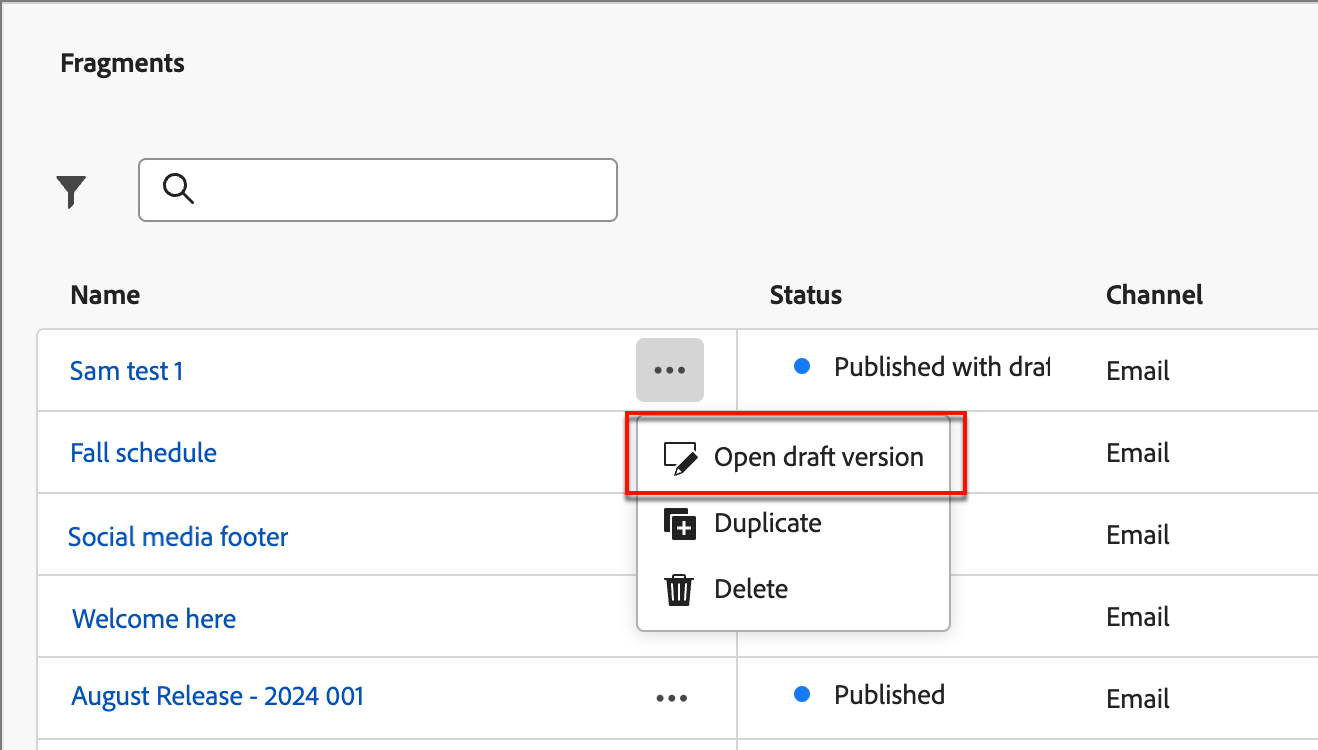 Fragments
Name Status Channel
Sam test 1 Published with Email
Fall schedule Email
Open draft version
Social media footer Email
Duplicate
Delete
Welcome here Email
August Release - 2024 001 Published Email